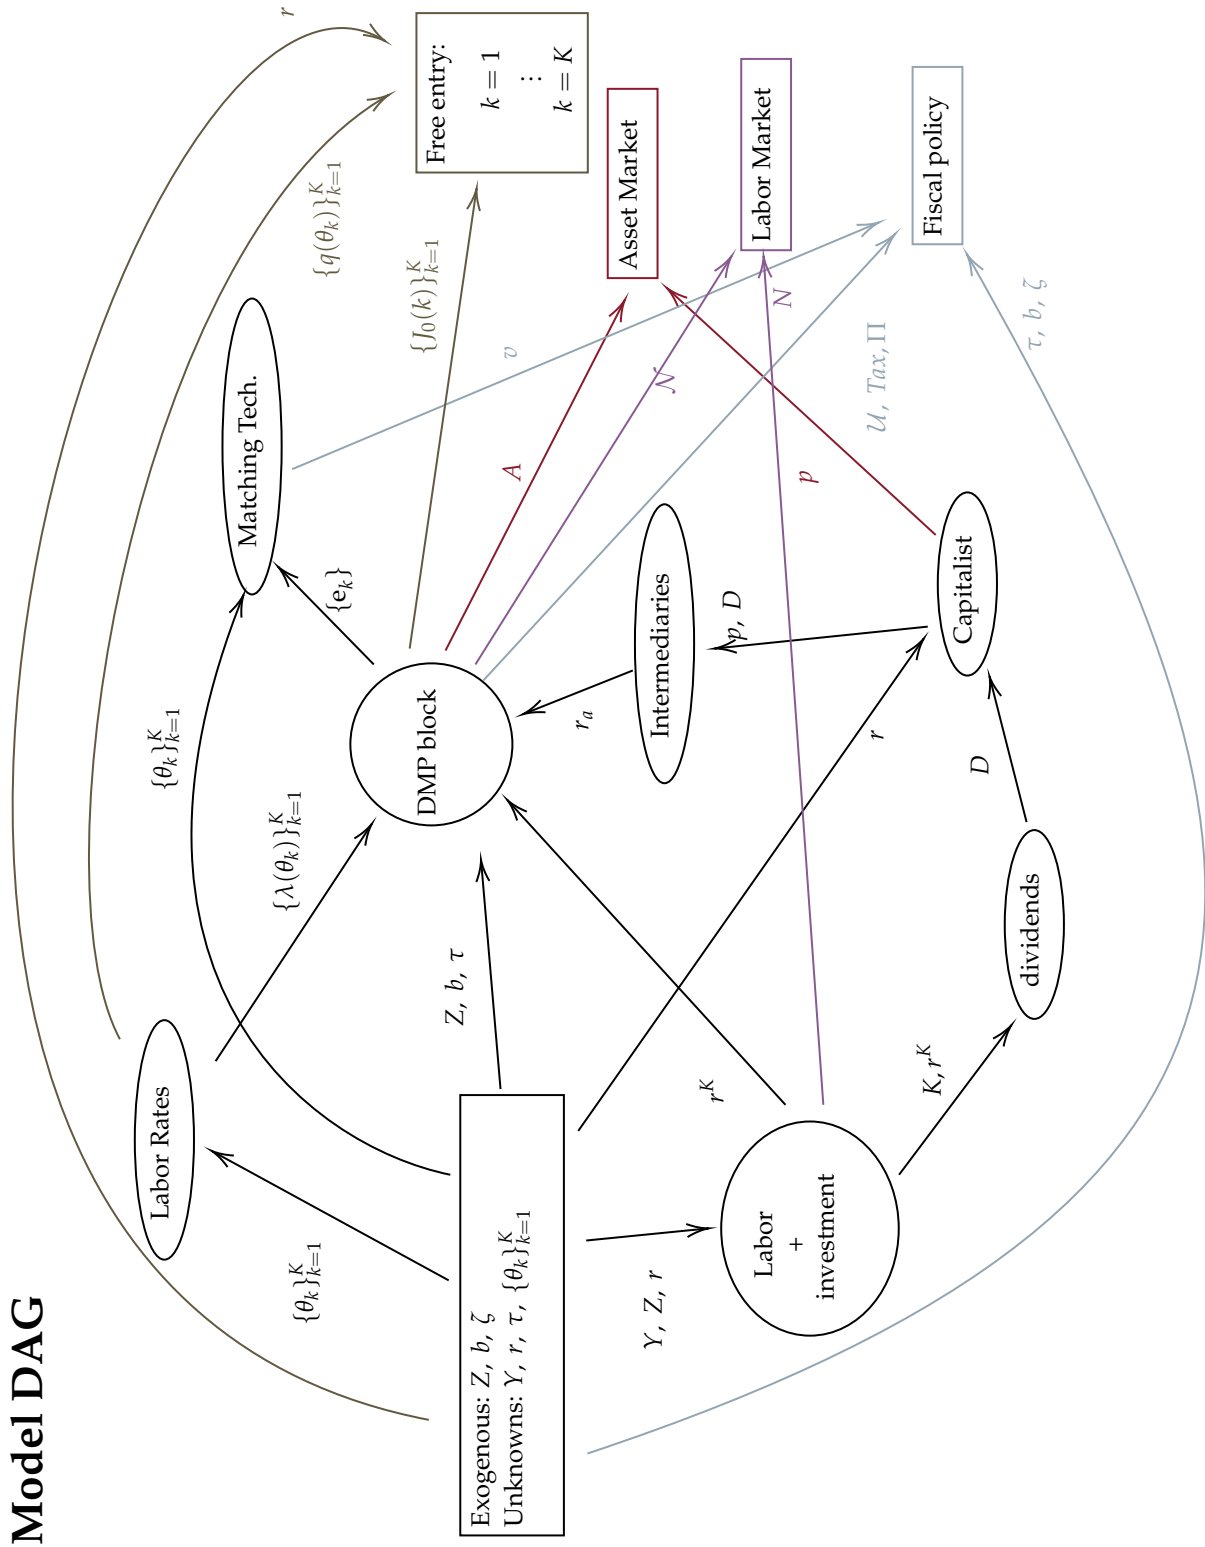 Model DAG
r
Labor Rates
{θ_k}_{k=1}^K
{θ_k}_{k=1}^K
{λ(θ_k)}_{k=1}^K
Matching Tech.
{q(θ_k)}_{k=1}^K
{e_k}
{J_0(k)}_{k=1}^K
Free entry:
k = 1
⋮
k = K
Exogenous: Z, b, ζ
Unknowns: Y, r, τ, {θ_k}_{k=1}^K
Z, b, τ
DMP block
A
υ
Asset Market
r_a
Intermediaries
𝒩
Y, Z, r
r^K
p, D
p
N
Labor Market
Labor
+
investment
r
𝒰, Tax, Π
Fiscal policy
K, r^K
D
Capitalist
dividends
τ, b, ζ